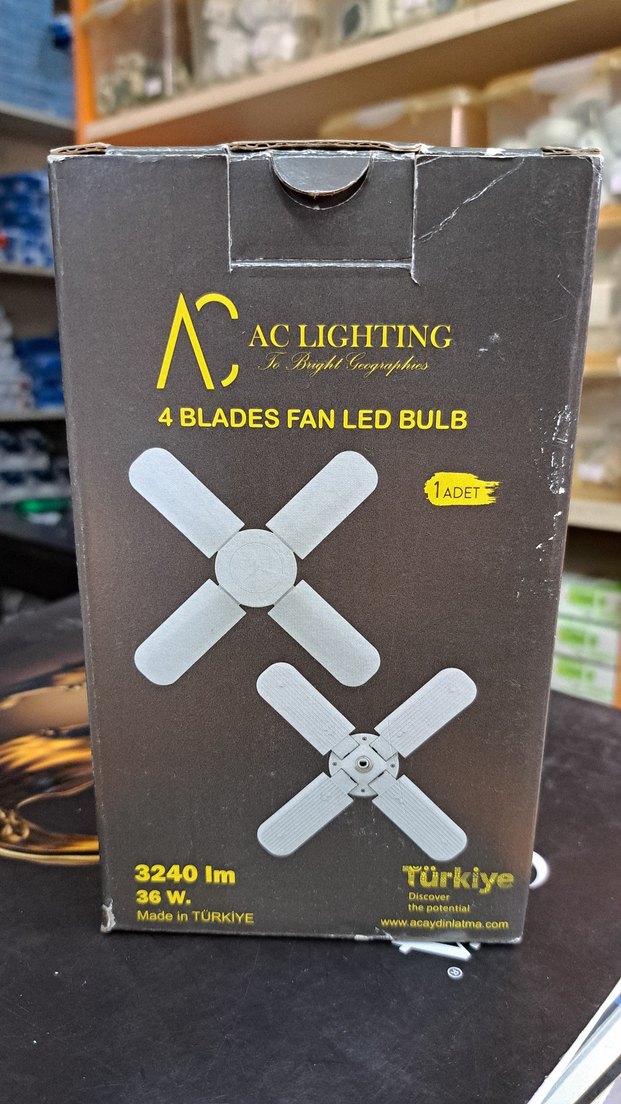 AC AC LIGHTING
To Bright Geographies
4 BLADES FAN LED BULB
1 ADET
3240 lm
36 W.
Made in TÜRKİYE
Türkiye
Discover
the potential
www.acaydinlatma.com